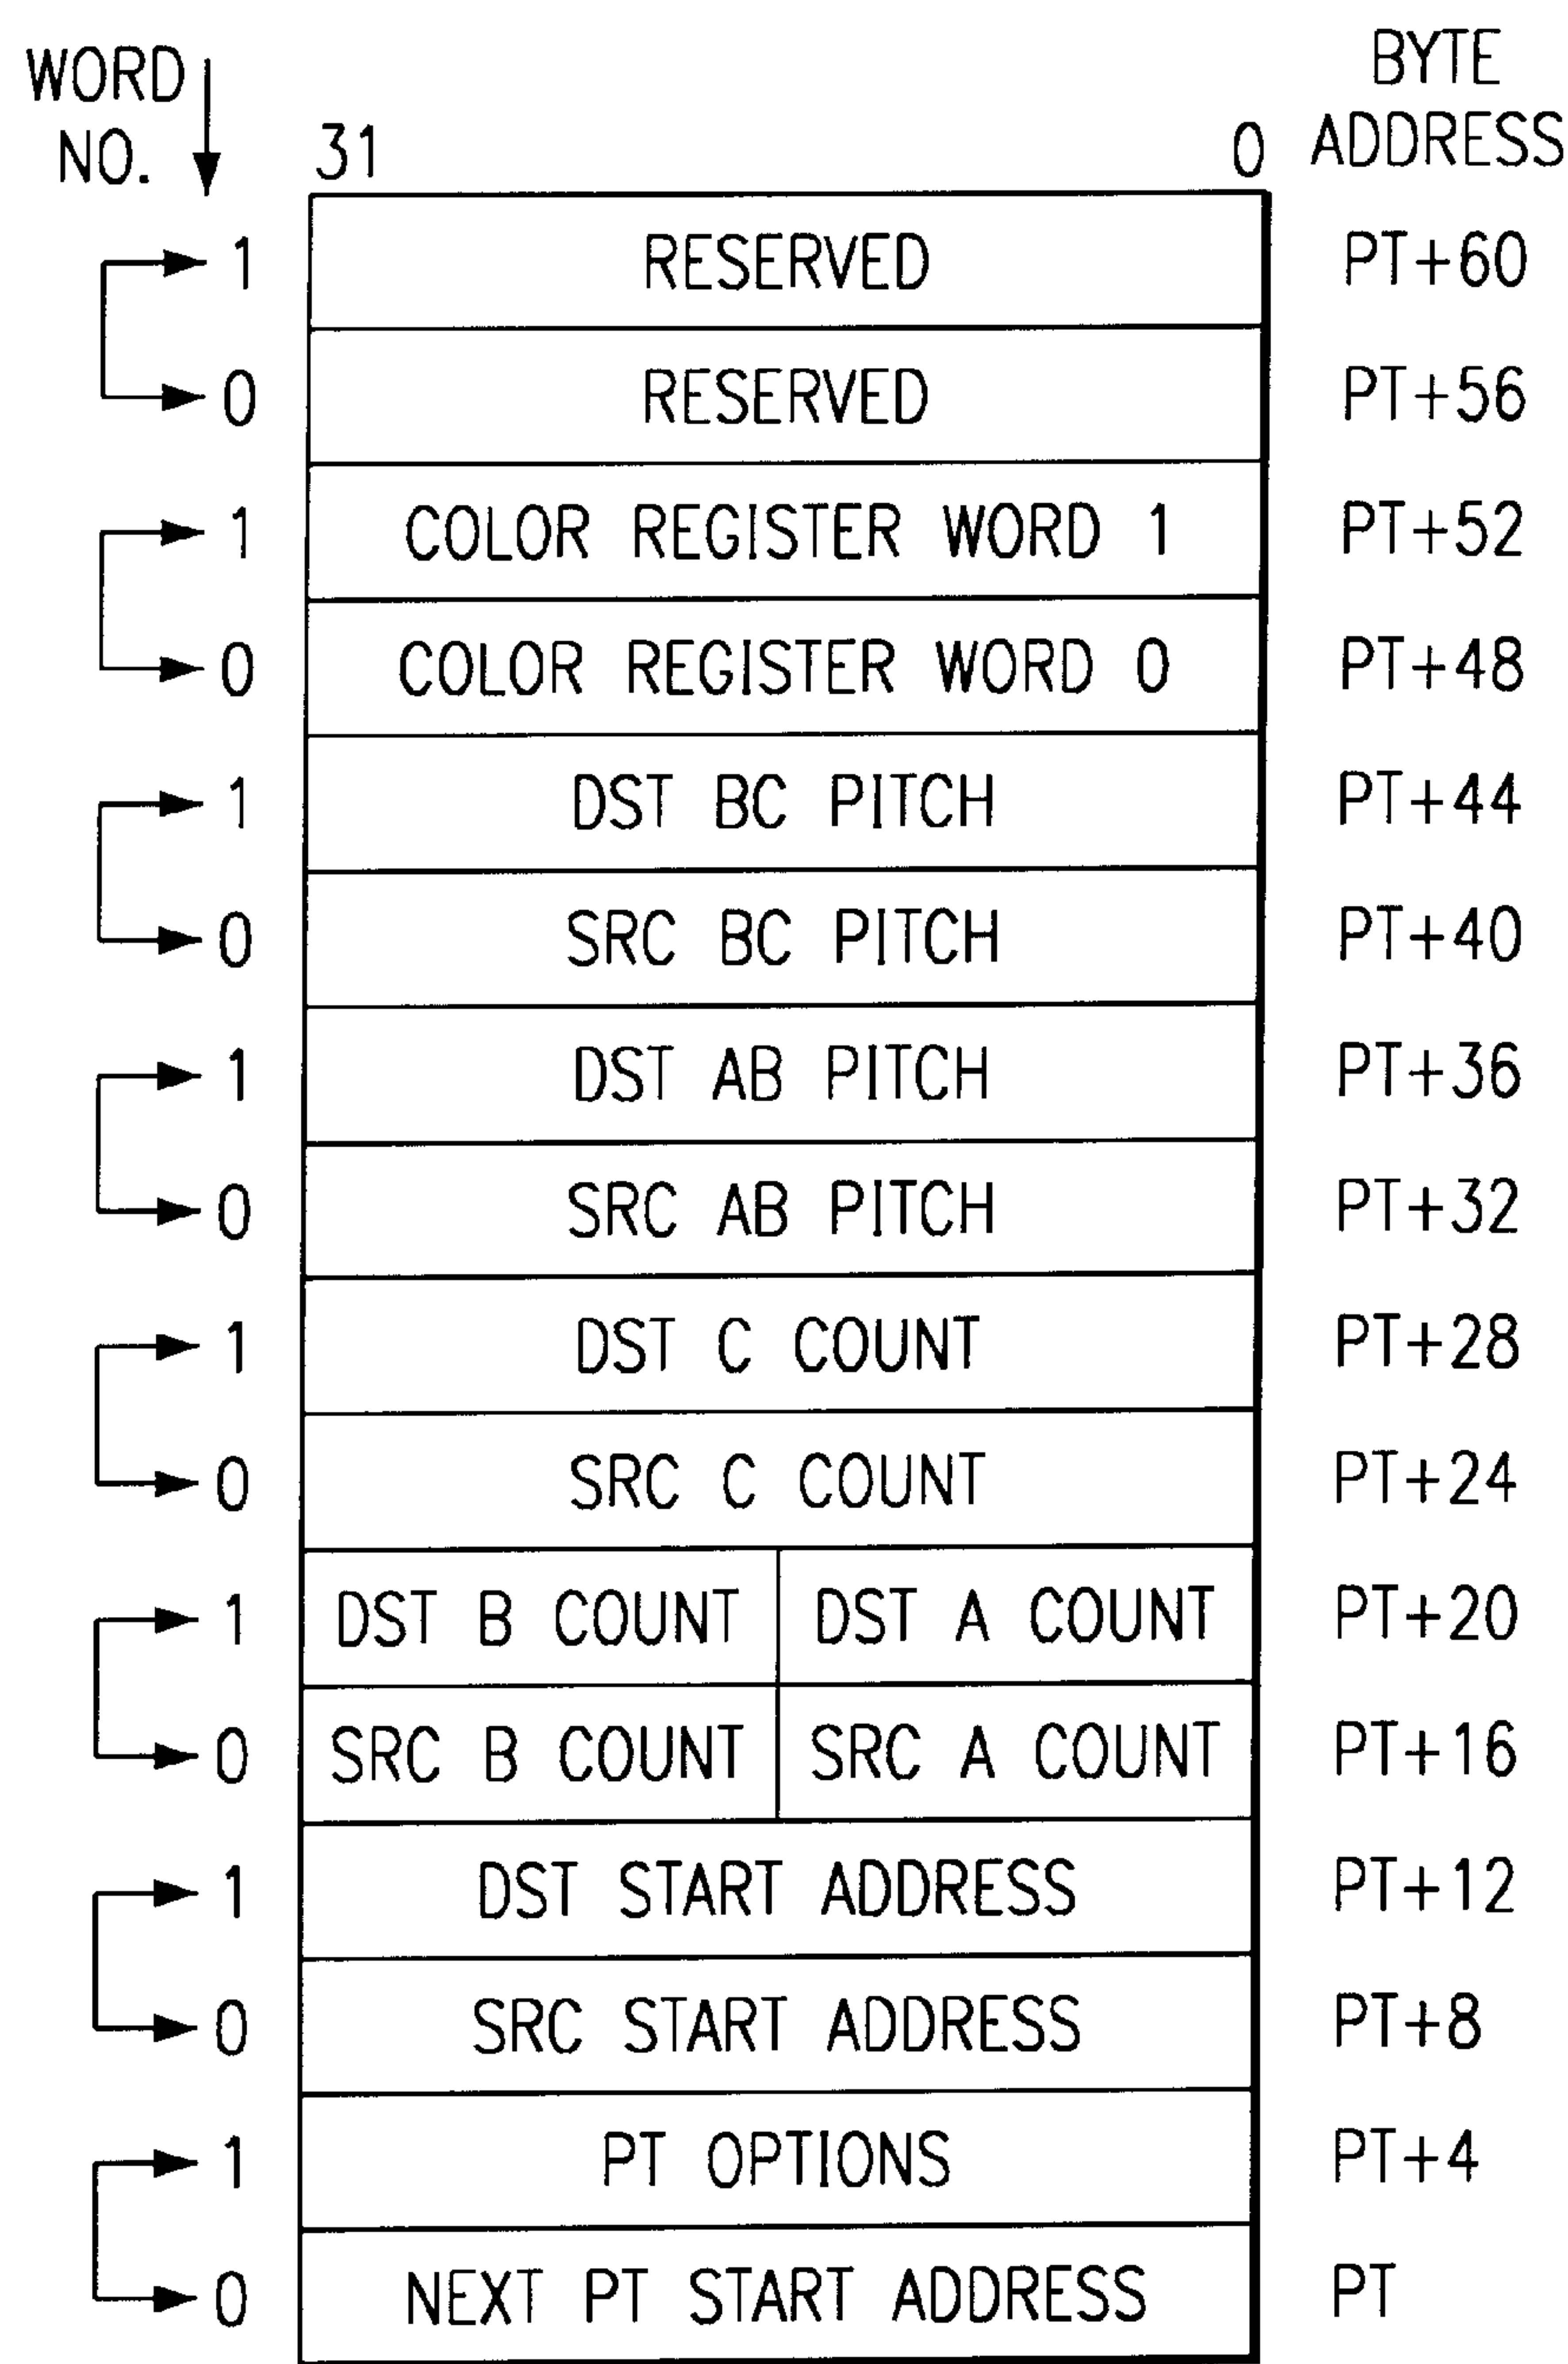 WORD NO.
31 0
BYTE ADDRESS
1 RESERVED PT+60
0 RESERVED PT+56
1 COLOR REGISTER WORD 1 PT+52
0 COLOR REGISTER WORD 0 PT+48
1 DST BC PITCH PT+44
0 SRC BC PITCH PT+40
1 DST AB PITCH PT+36
0 SRC AB PITCH PT+32
1 DST C COUNT PT+28
0 SRC C COUNT PT+24
1 DST B COUNT DST A COUNT PT+20
0 SRC B COUNT SRC A COUNT PT+16
1 DST START ADDRESS PT+12
0 SRC START ADDRESS PT+8
1 PT OPTIONS PT+4
0 NEXT PT START ADDRESS PT